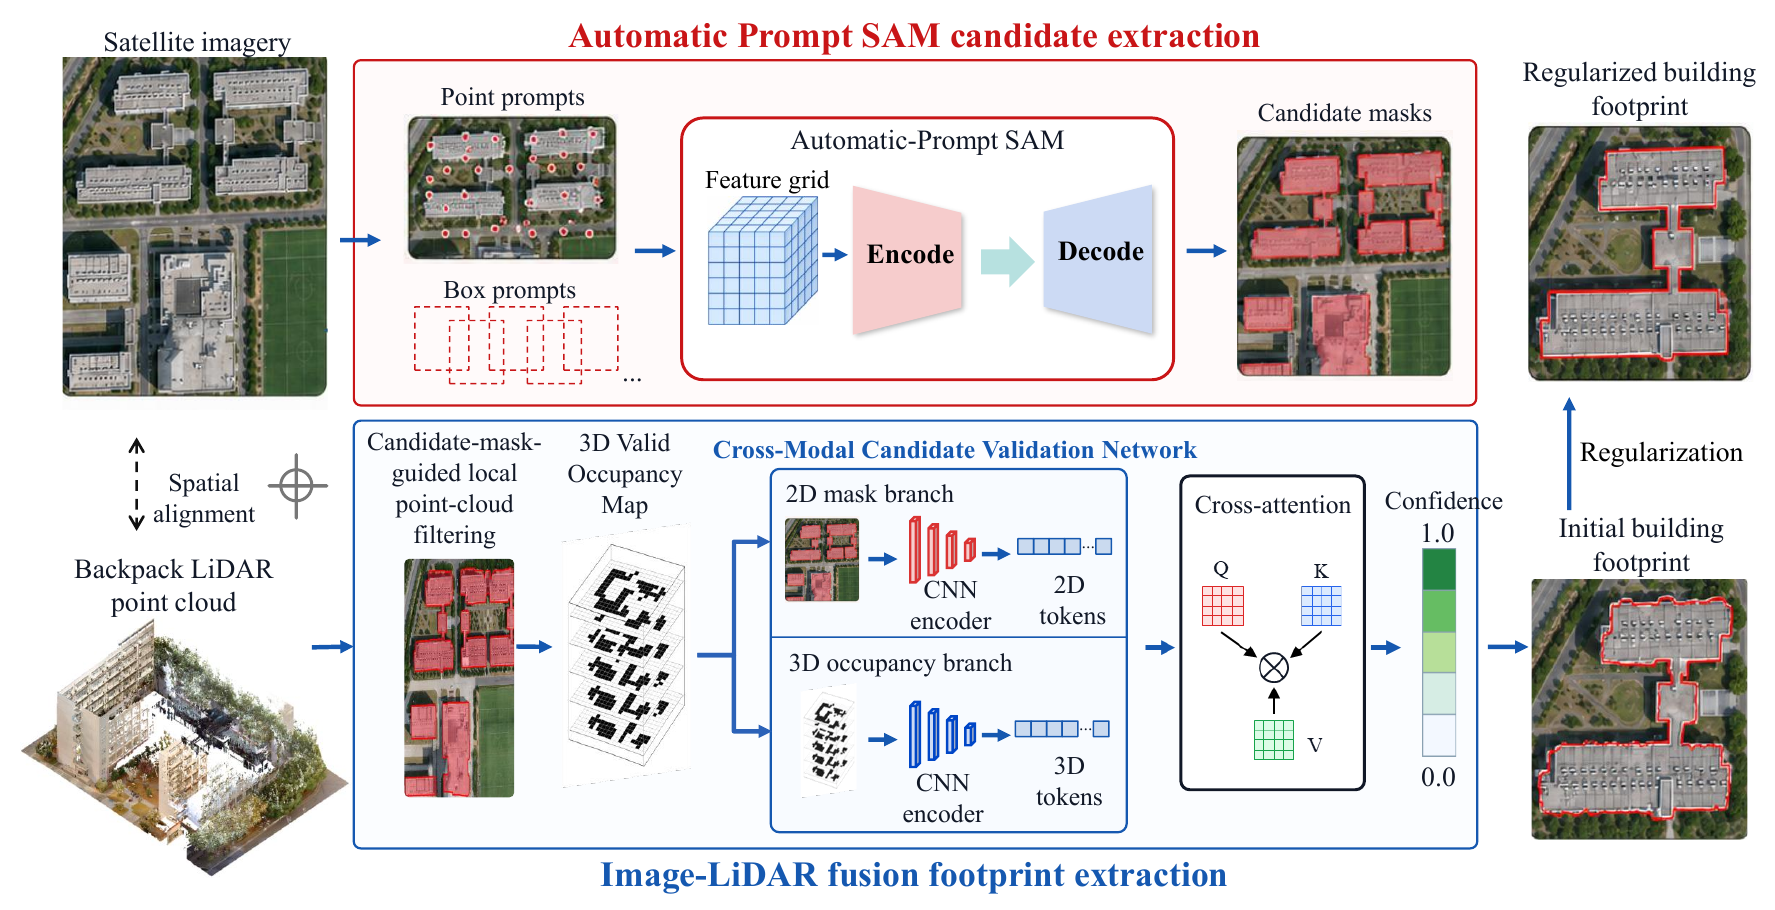 Satellite imagery
Automatic Prompt SAM candidate extraction
Point prompts
Box prompts
...
Automatic-Prompt SAM
Feature grid
Encode
Decode
Candidate masks
Regularized building
footprint
Spatial
alignment
Backpack LiDAR
point cloud
Candidate-mask-
guided local
point-cloud
filtering
3D Valid
Occupancy
Map
Cross-Modal Candidate Validation Network
2D mask branch
CNN
encoder
...
2D
tokens
3D occupancy branch
CNN
encoder
...
3D
tokens
Cross-attention
Q
K
V
Confidence
1.0
0.0
Regularization
Initial building
footprint
Image-LiDAR fusion footprint extraction